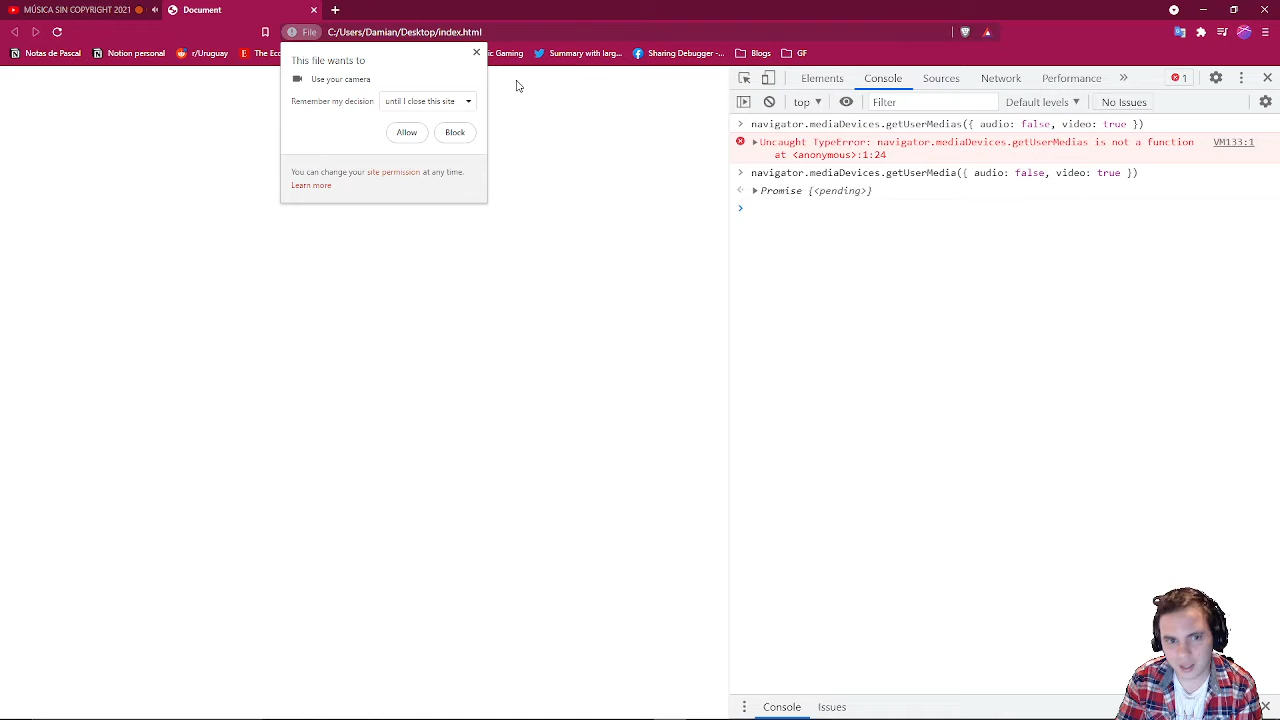 MÚSICA SIN COPYRIGHT 2021
Document
File C:/Users/Damian/Desktop/index.html
Notas de Pascal Notion personal r/Uruguay The Ec ic Gaming Summary with larg... Sharing Debugger -... Blogs GF
This file wants to
Use your camera
Remember my decision until I close this site
Allow Block
You can change your site permission at any time.
Learn more
Elements Console Sources Network Performance » 1
top Filter Default levels No Issues
> navigator.mediaDevices.getUserMedias({ audio: false, video: true })
Uncaught TypeError: navigator.mediaDevices.getUserMedias is not a function VM133:1
at <anonymous>:1:24
> navigator.mediaDevices.getUserMedia({ audio: false, video: true })
Promise {<pending>}
>
Console Issues